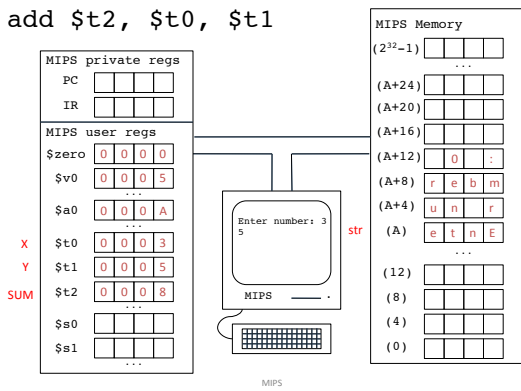 add $t2, $t0, $t1
MIPS private regs
PC
IR
MIPS user regs
$zero 0 0 0 0
$v0 0 0 0 5
...
$a0 0 0 0 A
...
X $t0 0 0 0 3
Y $t1 0 0 0 5
SUM $t2 0 0 0 8
...
$s0
$s1
...
Enter number: 3
5
MIPS
str
MIPS Memory
(2³²-1)
...
(A+24)
(A+20)
(A+16)
(A+12) 0 :
(A+8) r e b m
(A+4) u n r
(A) e t n E
...
(12)
(8)
(4)
(0)
MIPS